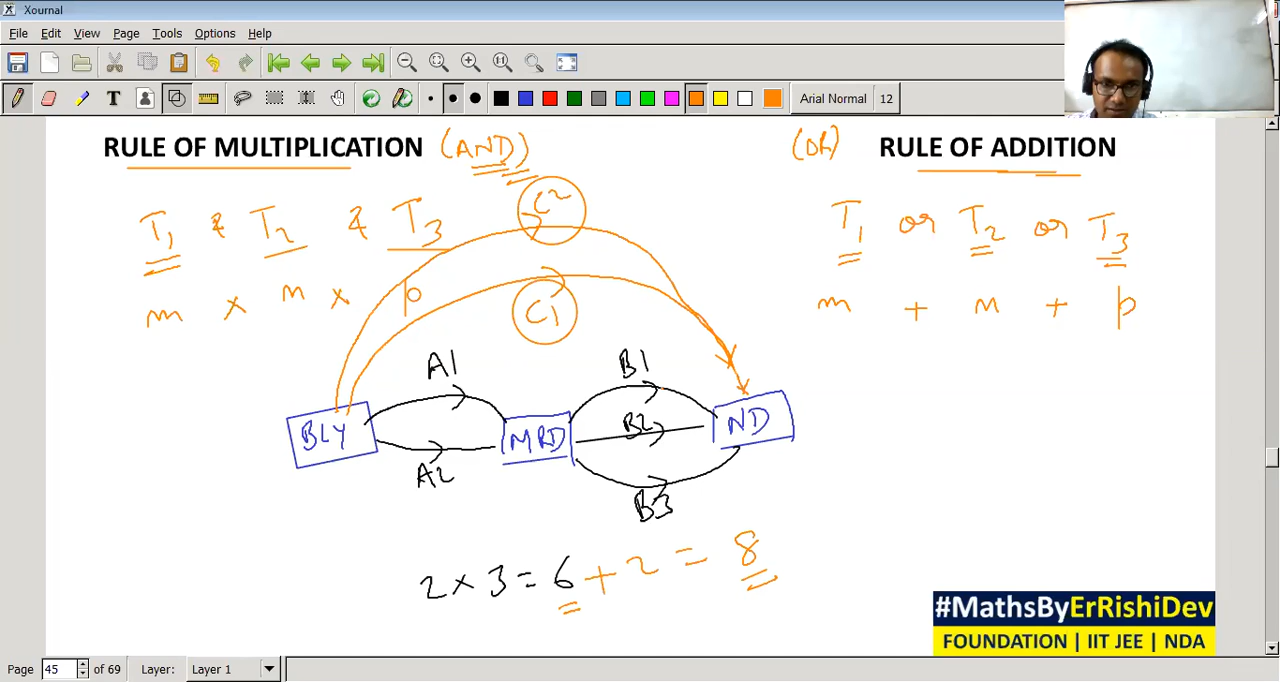 Xournal
File Edit View Page Tools Options Help
Arial Normal 12
RULE OF MULTIPLICATION (AND) (OR) RULE OF ADDITION
T1 & T2 & T3 T1 or T2 or T3
C2
m × n × p m + n + p
C1
A1 B1
BLY MRD B2 ND
A2 B3
2 × 3 = 6 + 2 = 8
#MathsByErRishiDev
FOUNDATION | IIT JEE | NDA
Page 45 of 69 Layer: Layer 1